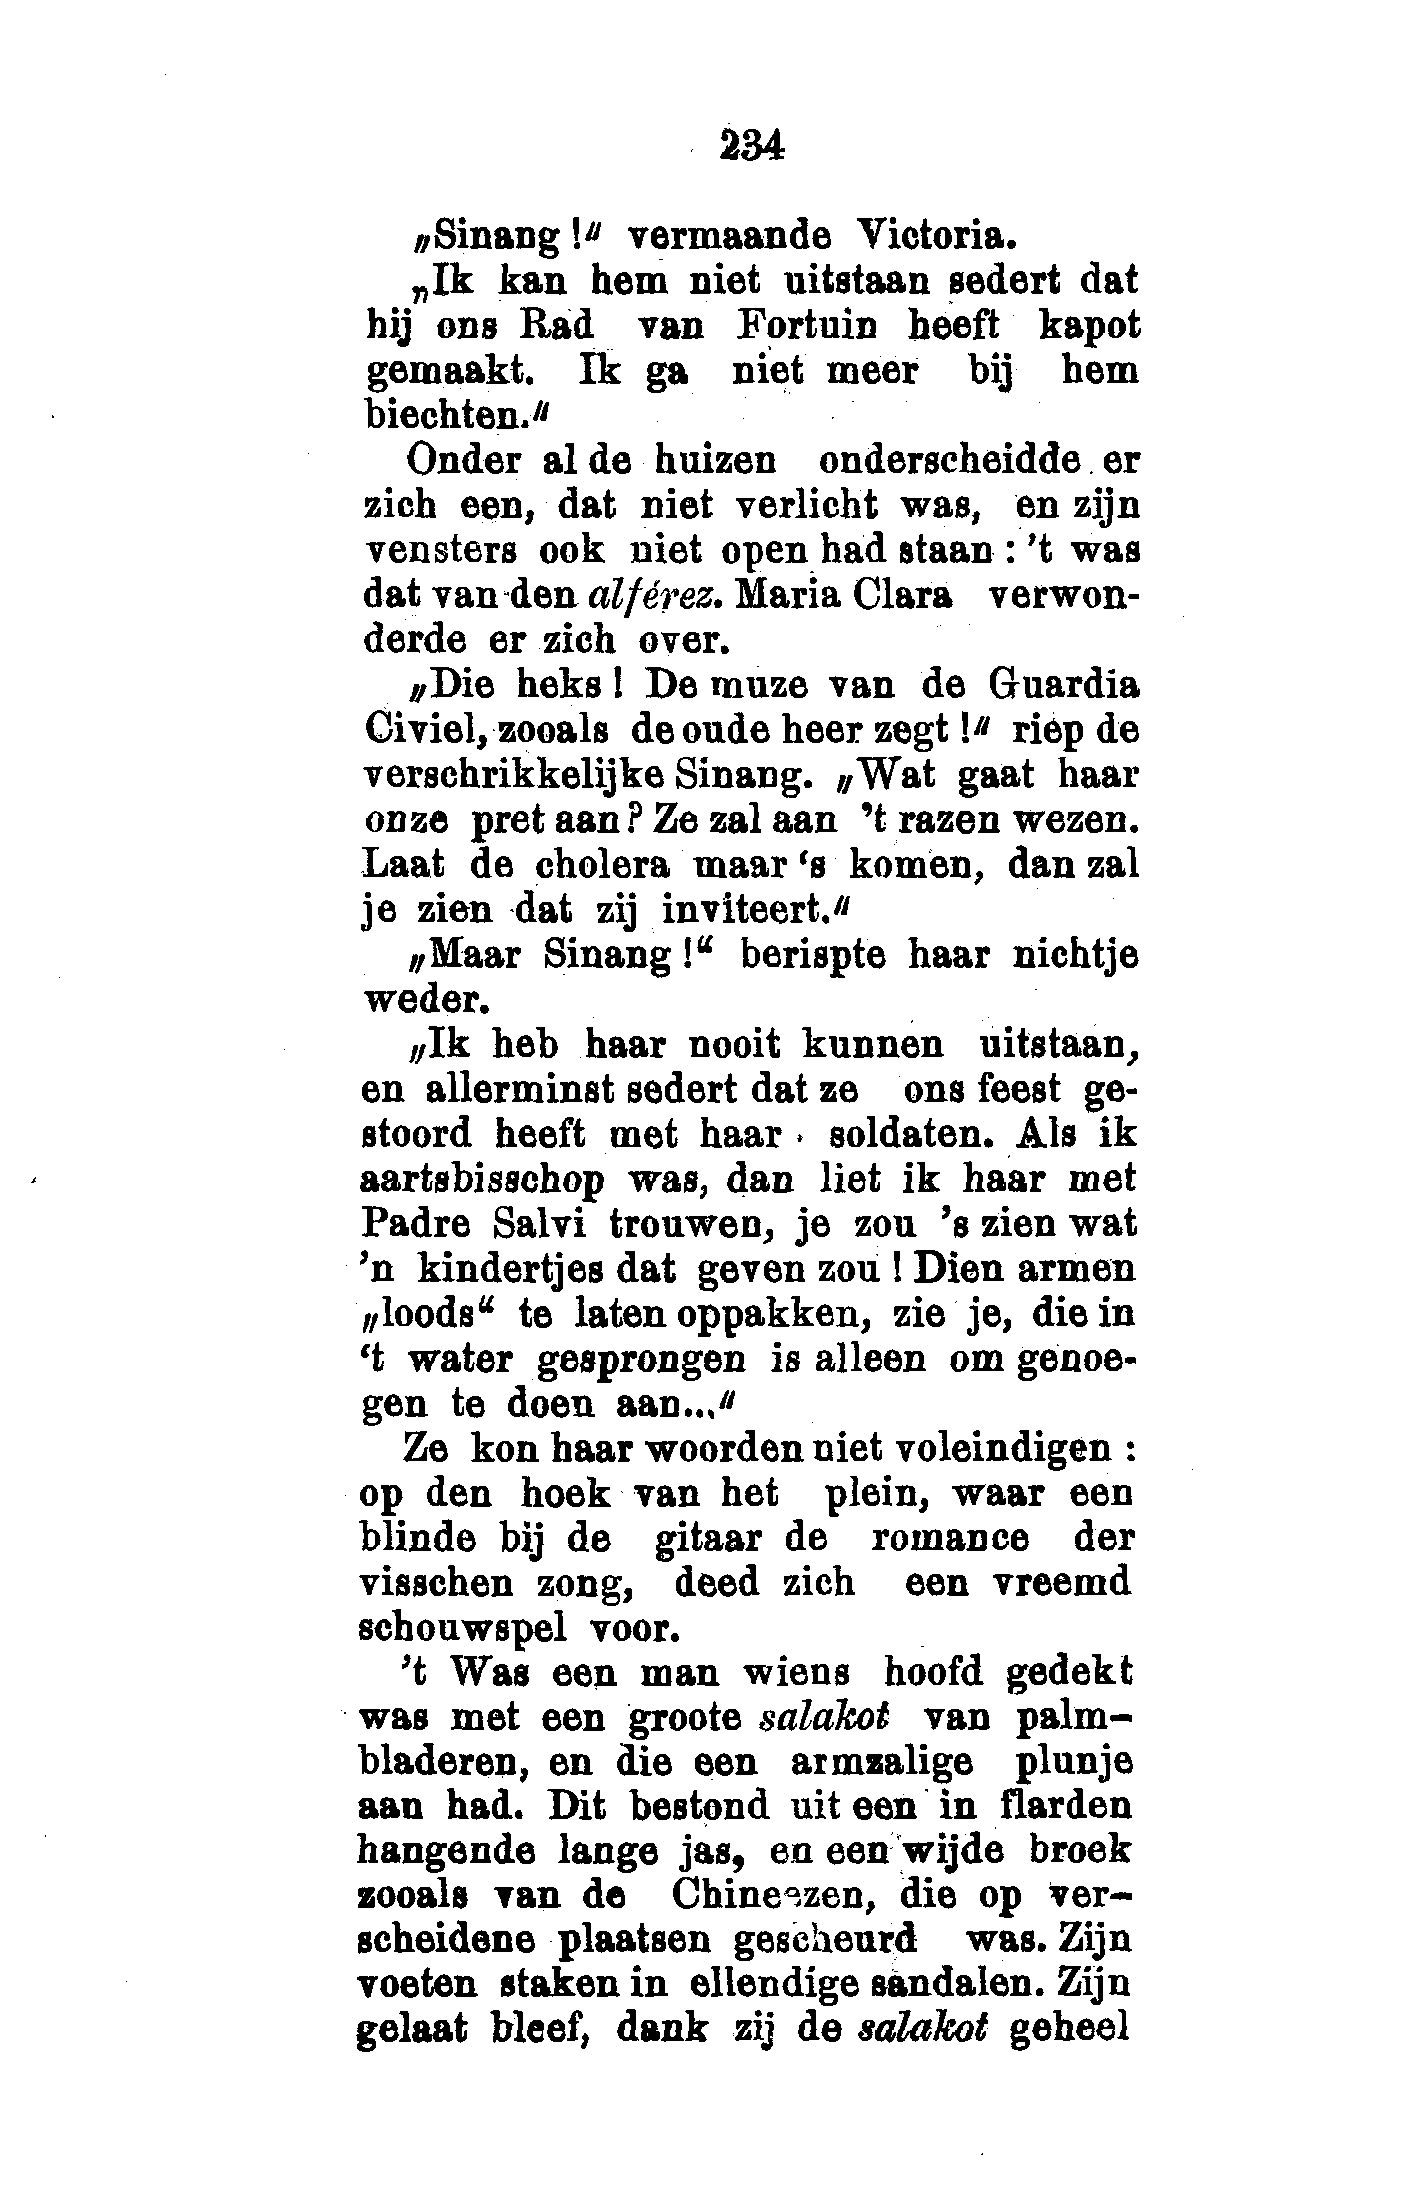 234
„Sinang!" vermaande Victoria.
„Ik kan hem niet uitstaan sedert dat
hij ons Rad van Fortuin heeft kapot
gemaakt. Ik ga niet meer bij hem
biechten."
Onder al de huizen onderscheidde er
zich een, dat niet verlicht was, en zijn
vensters ook niet open had staan : 't was
dat van den alférez. Maria Clara verwon-
derde er zich over.
„Die heks! De muze van de Guardia
Civiel, zooals de oude heer zegt!" riep de
verschrikkelijke Sinang. „Wat gaat haar
onze pret aan? Ze zal aan 't razen wezen.
Laat de cholera maar 's komen, dan zal
je zien dat zij inviteert."
„Maar Sinang!" berispte haar nichtje
weder.
„Ik heb haar nooit kunnen uitstaan,
en allerminst sedert dat ze ons feest ge-
stoord heeft met haar soldaten. Als ik
aartsbisschop was, dan liet ik haar met
Padre Salvi trouwen, je zou 's zien wat
'n kindertjes dat geven zou! Dien armen
„loods" te laten oppakken, zie je, die in
't water gesprongen is alleen om genoe-
gen te doen aan..."
Ze kon haar woorden niet voleindigen :
op den hoek van het plein, waar een
blinde bij de gitaar de romance der
visschen zong, deed zich een vreemd
schouwspel voor.
't Was een man wiens hoofd gedekt
was met een groote salakot van palm-
bladeren, en die een armzalige plunje
aan had. Dit bestond uit een in flarden
hangende lange jas, en een wijde broek
zooals van de Chineezen, die op ver-
scheidene plaatsen gescheurd was. Zijn
voeten staken in ellendige sandalen. Zijn
gelaat bleef, dank zij de salakot geheel